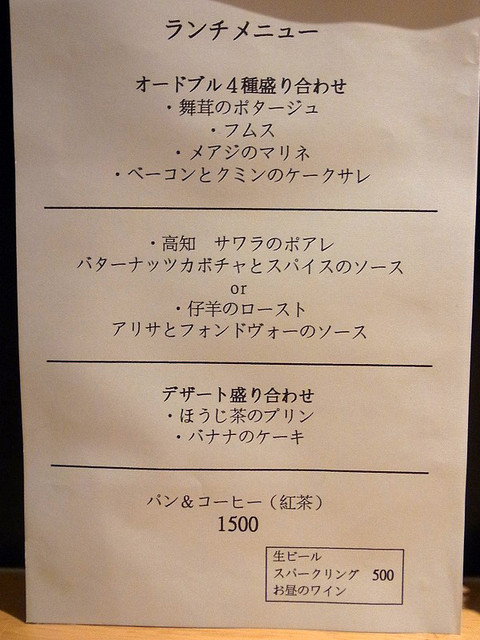 ランチメニュー
オードブル４種盛り合わせ
・舞茸のポタージュ
・フムス
・メアジのマリネ
・ベーコンとクミンのケークサレ
・高知　サワラのポアレ
バターナッツカボチャとスパイスのソース
or
・仔羊のロースト
アリサとフォンドヴォーのソース
デザート盛り合わせ
・ほうじ茶のプリン
・バナナのケーキ
パン＆コーヒー（紅茶）
1500
生ビール
スパークリング　500
お昼のワイン